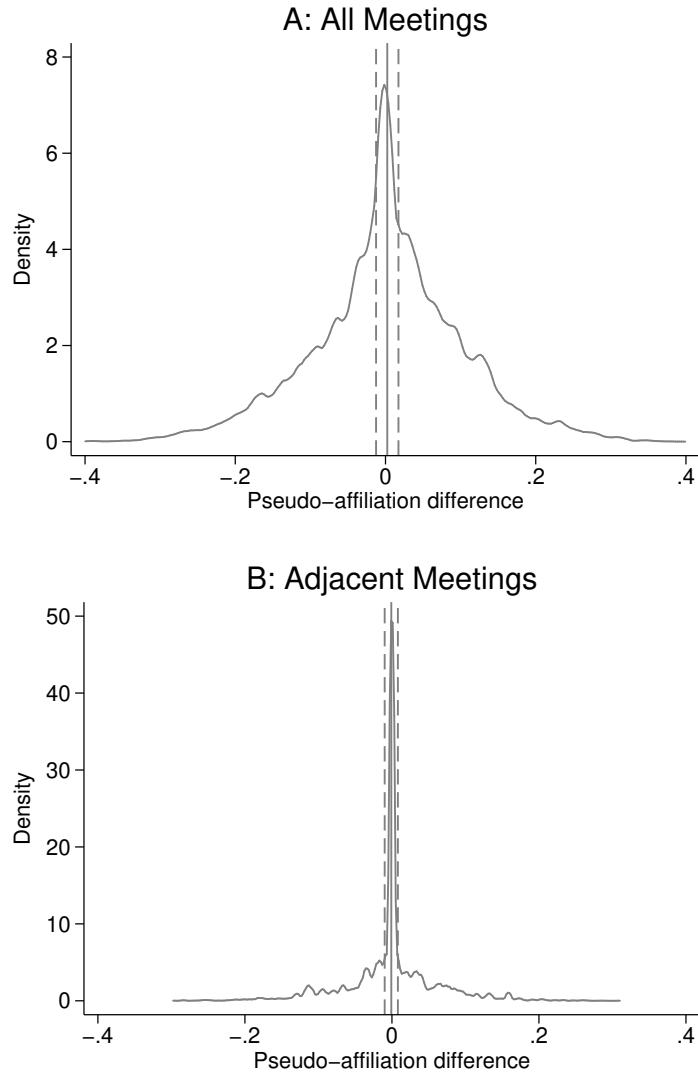 A: All Meetings
8
6
4
2
0
Density
−.4 −.2 0 .2 .4
Pseudo−affiliation difference
B: Adjacent Meetings
50
40
30
20
10
0
Density
−.4 −.2 0 .2 .4
Pseudo−affiliation difference